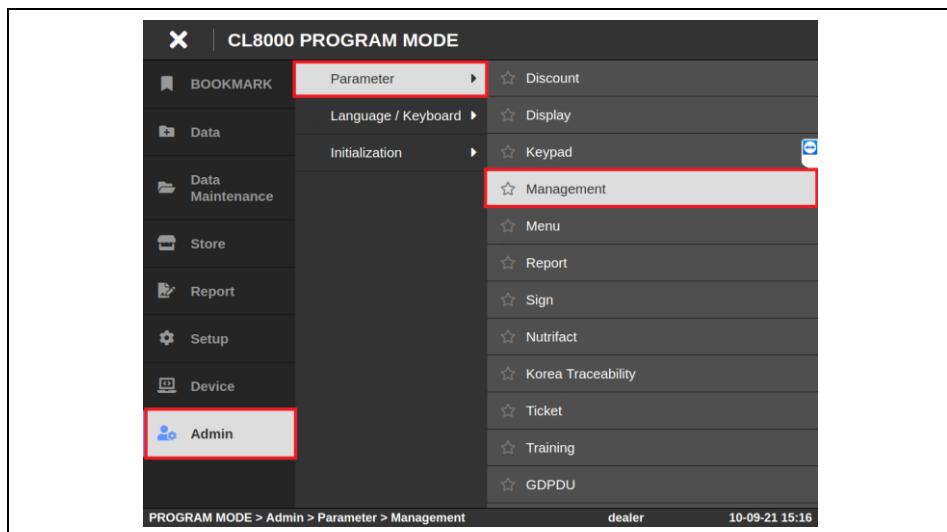 CL8000 PROGRAM MODE
BOOKMARK
Data
Data
Maintenance
Store
Report
Setup
Device
Admin
Parameter
Language / Keyboard
Initialization
Discount
Display
Keypad
Management
Menu
Report
Sign
Nutrifact
Korea Traceability
Ticket
Training
GDPDU
PROGRAM MODE > Admin > Parameter > Management dealer 10-09-21 15:16